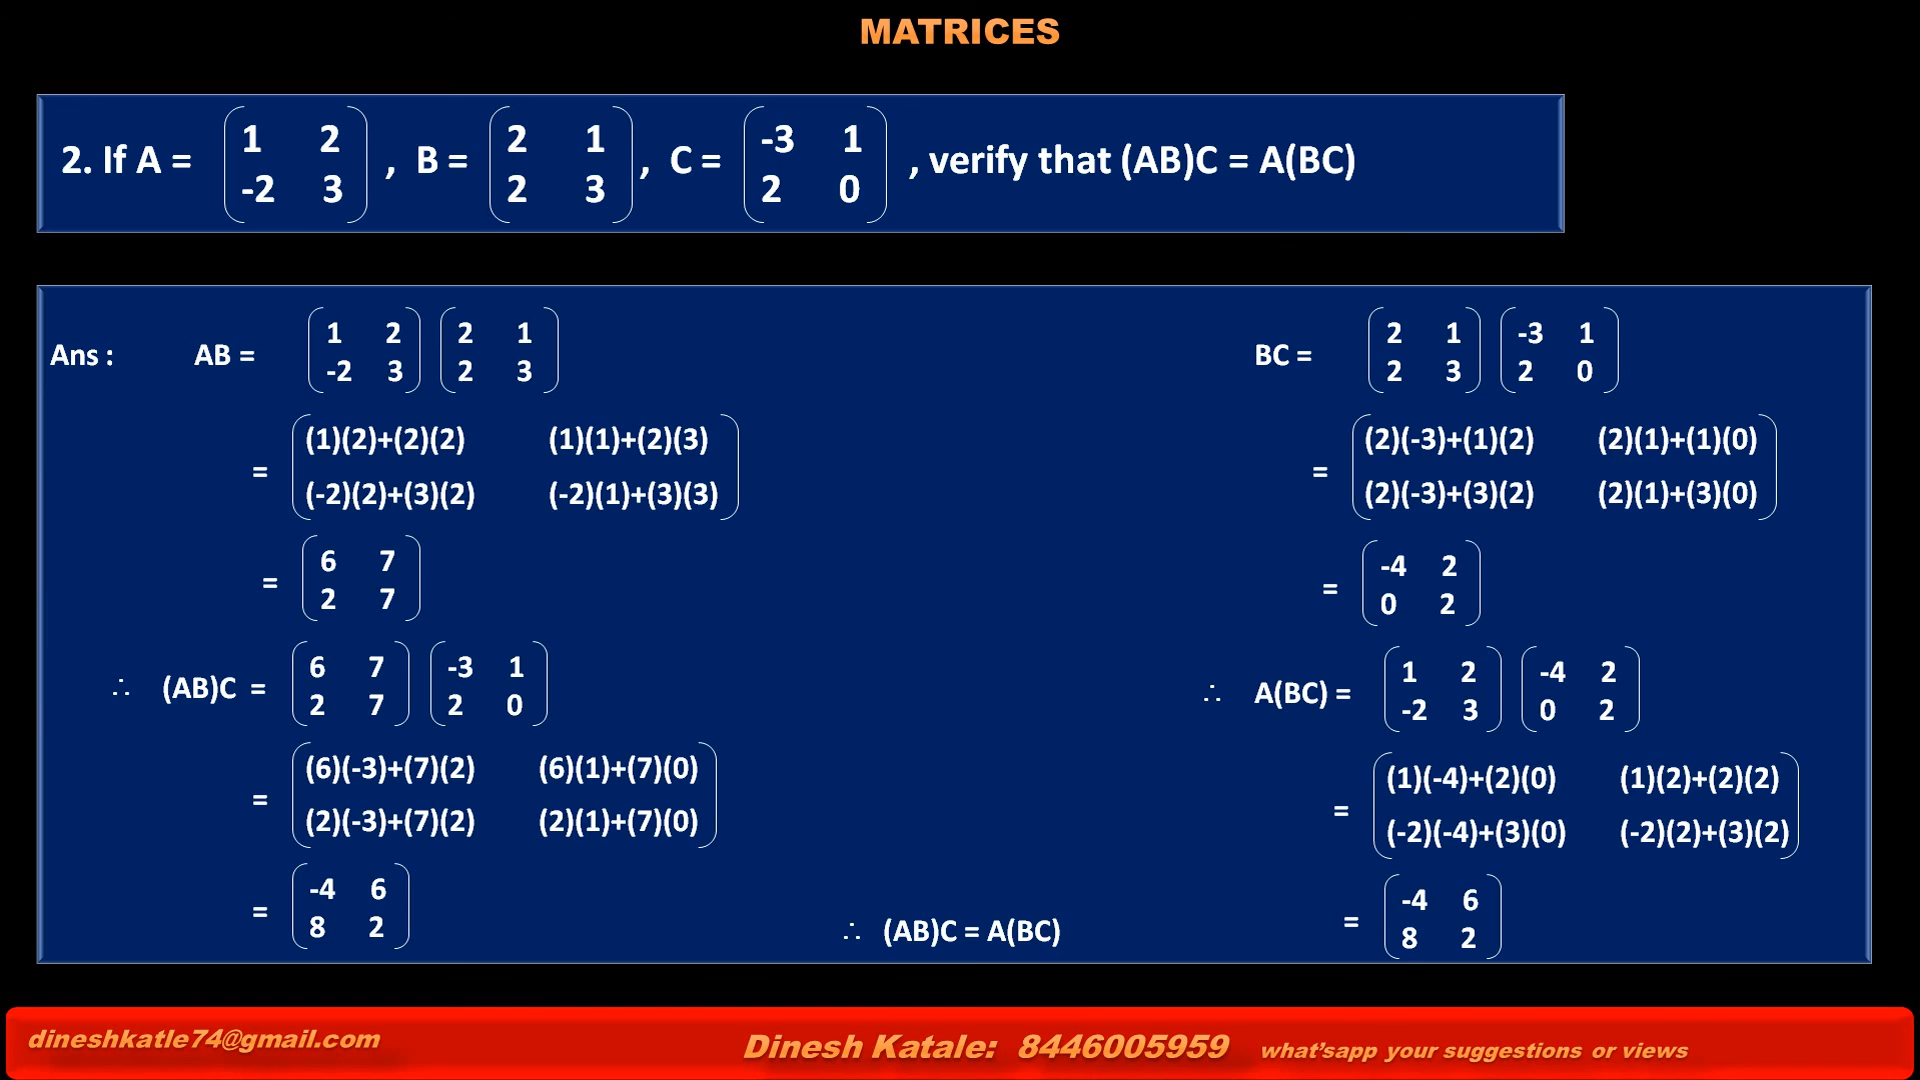 MATRICES
2. If A = 1 2 , B = 2 1 , C = -3 1 , verify that (AB)C = A(BC)
-2 3 2 3 2 0
Ans : AB = 1 2 2 1
-2 3 2 3
= (1)(2)+(2)(2) (1)(1)+(2)(3)
(-2)(2)+(3)(2) (-2)(1)+(3)(3)
= 6 7
2 7
∴ (AB)C = 6 7 -3 1
2 7 2 0
= (6)(-3)+(7)(2) (6)(1)+(7)(0)
(2)(-3)+(7)(2) (2)(1)+(7)(0)
= -4 6
8 2
BC = 2 1 -3 1
2 3 2 0
= (2)(-3)+(1)(2) (2)(1)+(1)(0)
(2)(-3)+(3)(2) (2)(1)+(3)(0)
= -4 2
0 2
∴ A(BC) = 1 2 -4 2
-2 3 0 2
= (1)(-4)+(2)(0) (1)(2)+(2)(2)
(-2)(-4)+(3)(0) (-2)(2)+(3)(2)
= -4 6
8 2
∴ (AB)C = A(BC)
dineshkatle74@gmail.com Dinesh Katale: 8446005959 what’sapp your suggestions or views